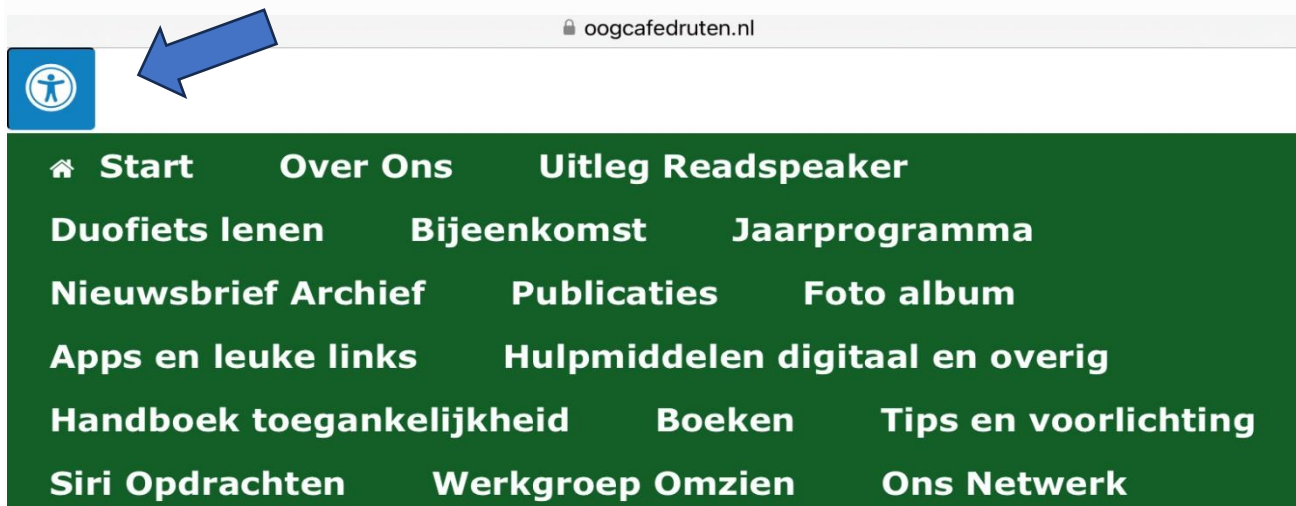 oogcafedruten.nl
Start Over Ons Uitleg Readspeaker
Duofiets lenen Bijeenkomst Jaarprogramma
Nieuwsbrief Archief Publicaties Foto album
Apps en leuke links Hulpmiddelen digitaal en overig
Handboek toegankelijkheid Boeken Tips en voorlichting
Siri Opdrachten Werkgroep Omzien Ons Netwerk